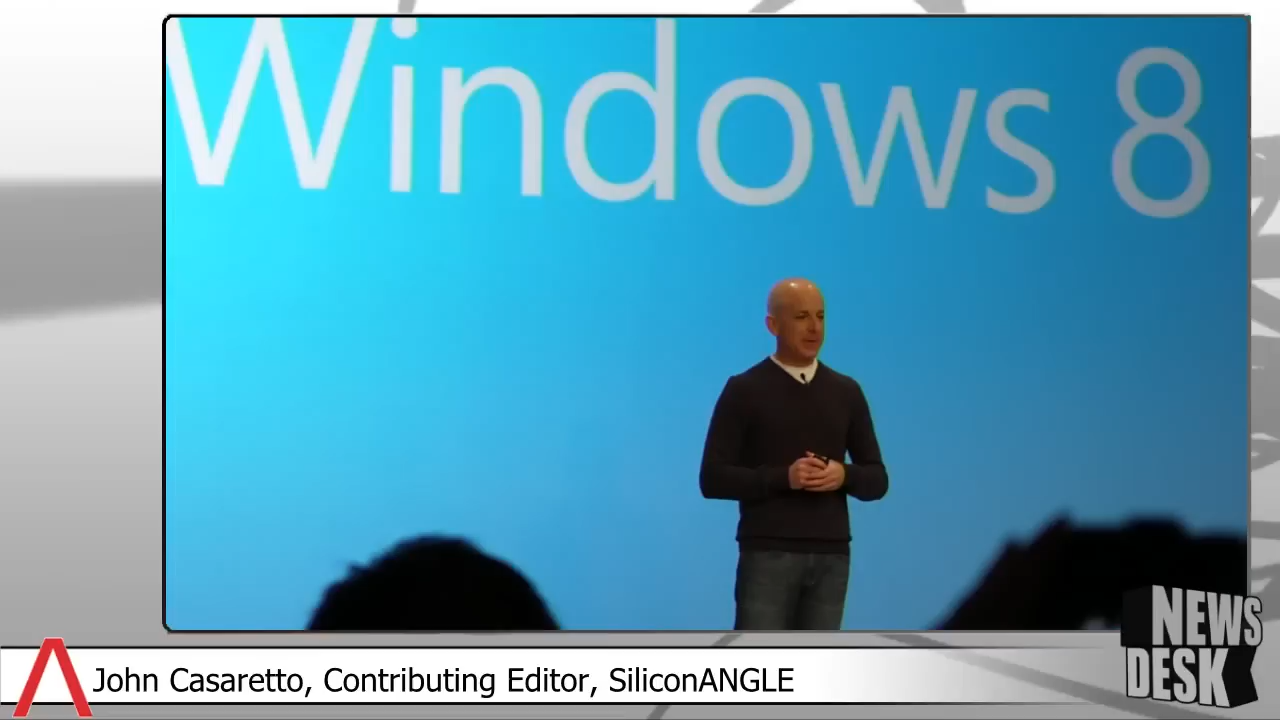 Windows 8
NEWS
DESK
John Casaretto, Contributing Editor, SiliconANGLE